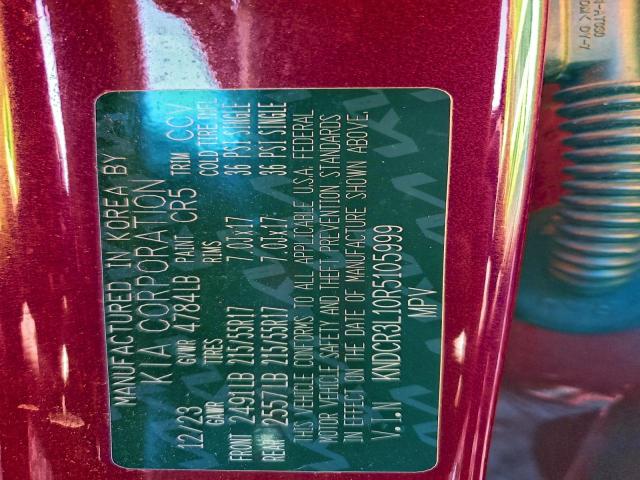 MANUFACTURED IN KOREA BY
KIA CORPORATION
12/23 GVWR 4784LB PAINT CR5 TRIM CCV
GAWR TIRES RIMS COLD TIRE INFL
FRONT 2491LB 215/55R17 7.0Jx17 36 PSI SINGLE
REAR 2557LB 215/55R17 7.0Jx17 36 PSI SINGLE
THIS VEHICLE CONFORMS TO ALL APPLICABLE U.S.A. FEDERAL
MOTOR VEHICLE SAFETY AND THEFT PREVENTION STANDARDS
IN EFFECT ON THE DATE OF MANUFACTURE SHOWN ABOVE.
V.I.N KNDCR3L10R5105999
MPV